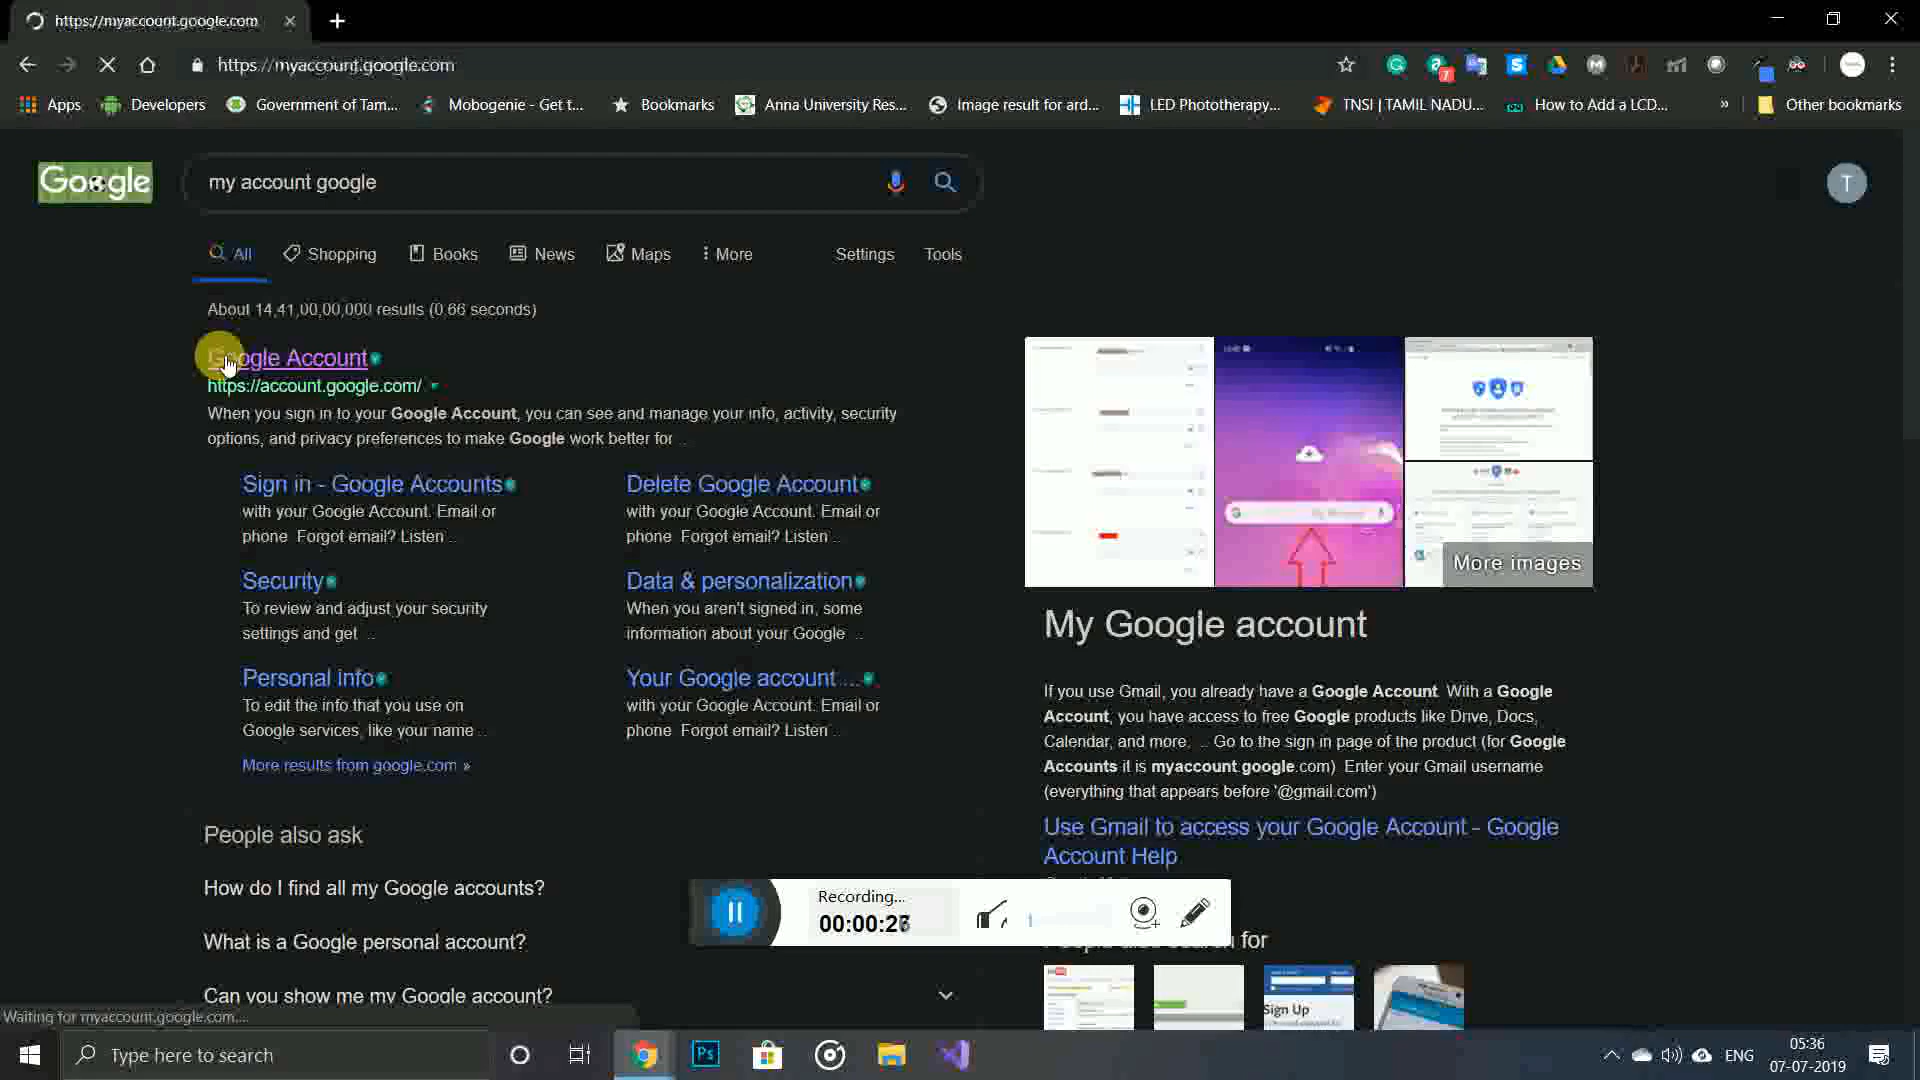 https://myaccount.google.com
https://myaccount.google.com
Apps
Developers
Government of Tam...
Mobogenie - Get t...
Bookmarks
Anna University Res...
Image result for ard...
LED Phototherapy...
TNSI | TAMIL NADU...
How to Add a LCD...
»
Other bookmarks
Google
my account google
T
All
Shopping
Books
News
Maps
More
Settings
Tools
About 14,41,00,00,000 results (0.66 seconds)
Google Account
https://account.google.com/
When you sign in to your Google Account, you can see and manage your info, activity, security
options, and privacy preferences to make Google work better for ...
Sign in - Google Accounts
with your Google Account. Email or
phone. Forgot email? Listen ...
Delete Google Account
with your Google Account. Email or
phone. Forgot email? Listen ...
Security
To review and adjust your security
settings and get ...
Data & personalization
When you aren't signed in, some
information about your Google ...
Personal info
To edit the info that you use on
Google services, like your name ...
Your Google account ...
with your Google Account. Email or
phone. Forgot email? Listen ...
More results from google.com »
People also ask
How do I find all my Google accounts?
What is a Google personal account?
Can you show me my Google account?
More images
My Google account
If you use Gmail, you already have a Google Account. With a Google
Account, you have access to free Google products like Drive, Docs,
Calendar, and more. ... Go to the sign in page of the product (for Google
Accounts it is myaccount.google.com). Enter your Gmail username
(everything that appears before '@gmail.com')
Use Gmail to access your Google Account - Google
Account Help
for
Sign Up
Recording...
Waiting for myaccount.google.com...
Type here to search
Ps
ENG
05:36
07-07-2019